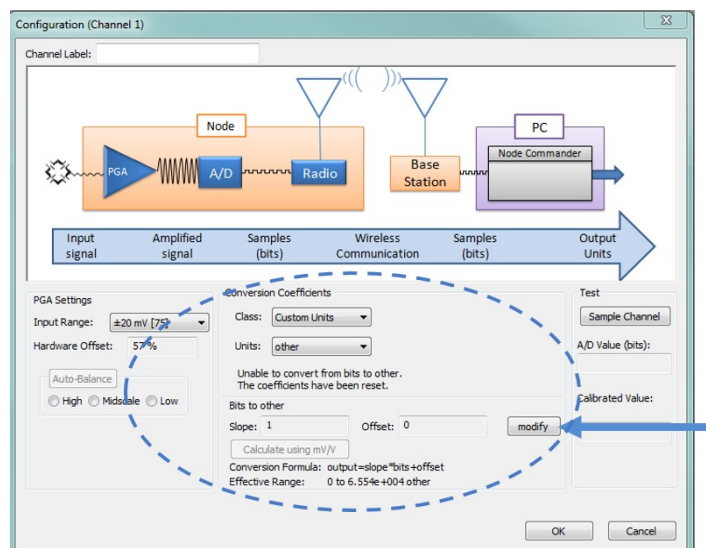 Configuration (Channel 1)
Channel Label:
Node
PGA
A/D
Radio
Base
Station
PC
Node Commander
Input
signal
Amplified
signal
Samples
(bits)
Wireless
Communication
Samples
(bits)
Output
Units
PGA Settings
Input Range: ±20 mV [75]
Hardware Offset: 57 %
Auto-Balance
High Midscale Low
Conversion Coefficients
Class: Custom Units
Units: other
Unable to convert from bits to other.
The coefficients have been reset.
Bits to other
Slope: 1 Offset: 0 modify
Calculate using mV/V
Conversion Formula: output=slope*bits+offset
Effective Range: 0 to 6.554e+004 other
Test
Sample Channel
A/D Value (bits):
Calibrated Value:
OK Cancel